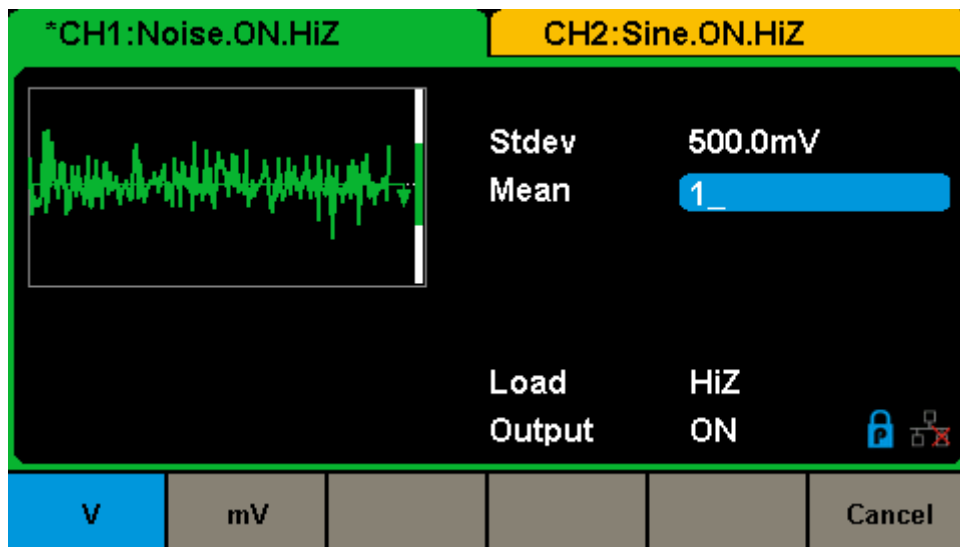 *CH1:Noise.ON.HiZ CH2:Sine.ON.HiZ
Stdev 500.0mV
Mean 1_
Load HiZ
Output ON P
V mV Cancel